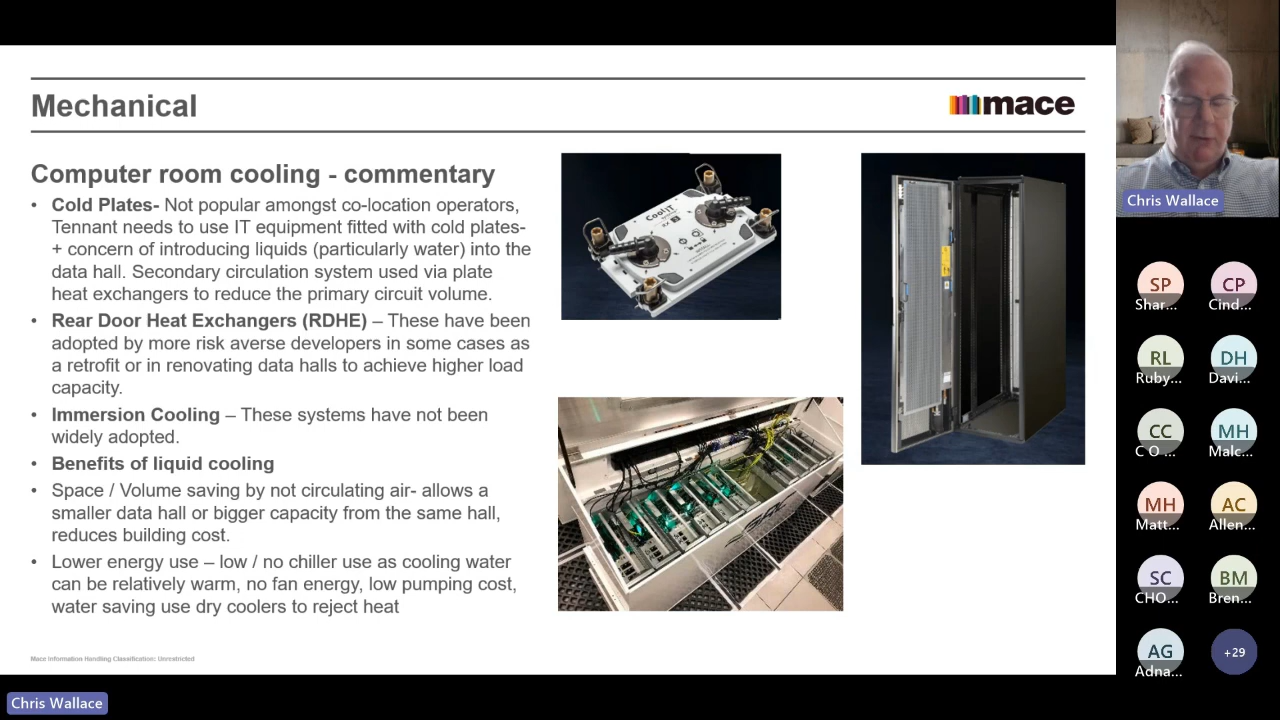 Mechanical
mace
Computer room cooling - commentary
• Cold Plates- Not popular amongst co-location operators,
Tennant needs to use IT equipment fitted with cold plates-
+ concern of introducing liquids (particularly water) into the
data hall. Secondary circulation system used via plate
heat exchangers to reduce the primary circuit volume.
• Rear Door Heat Exchangers (RDHE) – These have been
adopted by more risk averse developers in some cases as
a retrofit or in renovating data halls to achieve higher load
capacity.
• Immersion Cooling – These systems have not been
widely adopted.
• Benefits of liquid cooling
• Space / Volume saving by not circulating air- allows a
smaller data hall or bigger capacity from the same hall,
reduces building cost.
• Lower energy use – low / no chiller use as cooling water
can be relatively warm, no fan energy, low pumping cost,
water saving use dry coolers to reject heat
CoolIT
Mace Information Handling Classification: Unrestricted
Chris Wallace
Chris Wallace
SP
CP
Shar...
Cind...
RL
DH
Ruby...
Davi...
CC
MH
C O ...
Malc...
MH
AC
Matt...
Allen...
SC
BM
CHO...
Bren...
AG
+29
Adna...